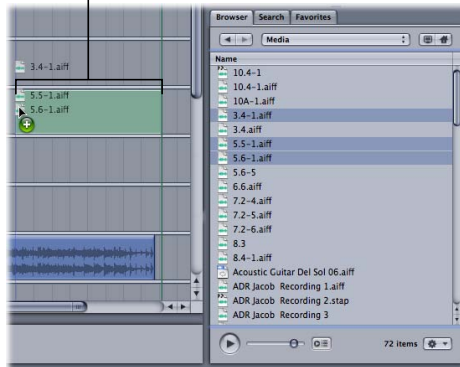 3.4-1.aiff
5.5-1.aiff
5.6-1.aiff
Browser Search Favorites
Media
Name
10.4-1
10.4-1.aiff
10A-1.aiff
3.4-1.aiff
3.4.aiff
5.5-1.aiff
5.6-1.aiff
5.6-5
6.6.aiff
7.2-4.aiff
7.2-5.aiff
7.2-6.aiff
8.3
8.4-1.aiff
Acoustic Guitar Del Sol 06.aiff
ADR Jacob Recording 1.aiff
ADR Jacob Recording 2.stap
ADR Jacob Recording 3
72 items